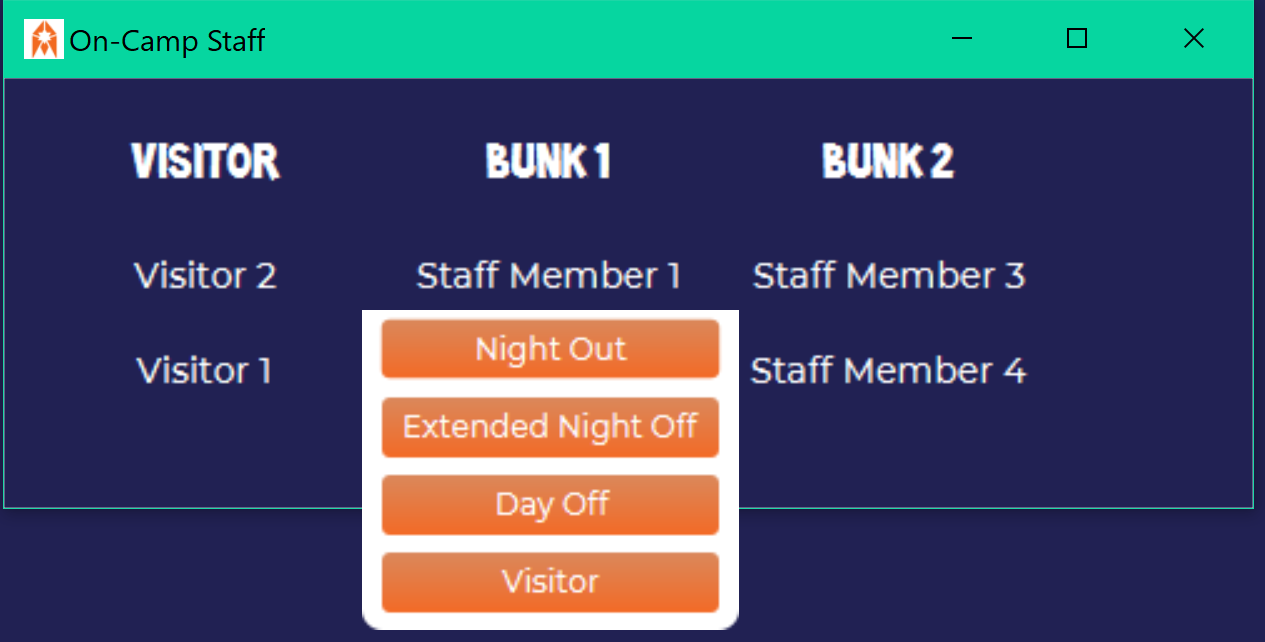 On-Camp Staff
VISITOR BUNK 1 BUNK 2
Visitor 2 Staff Member 1 Staff Member 3
Visitor 1 Staff Member 4
Night Out
Extended Night Off
Day Off
Visitor